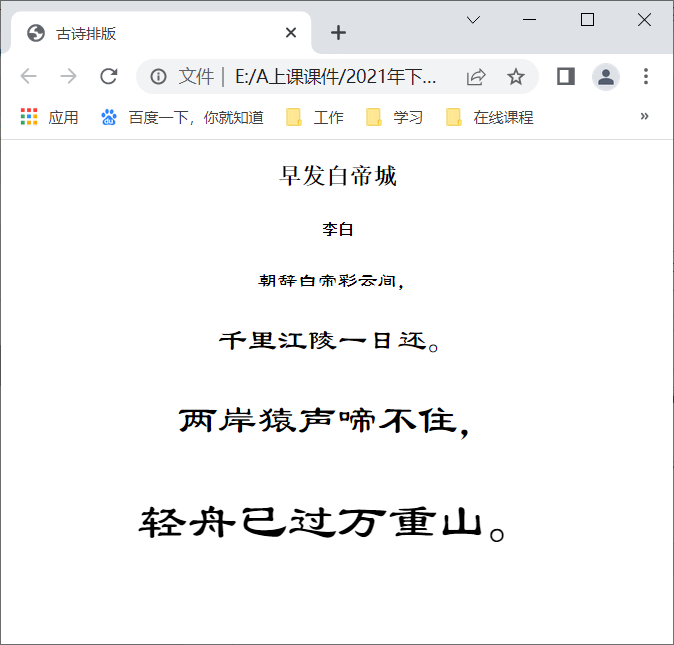 古诗排版
文件 | E:/A上课课件/2021年下...
应用 百度一下，你就知道 工作 学习 在线课程 »
早发白帝城
李白
朝辞白帝彩云间，
千里江陵一日还。
两岸猿声啼不住，
轻舟已过万重山。